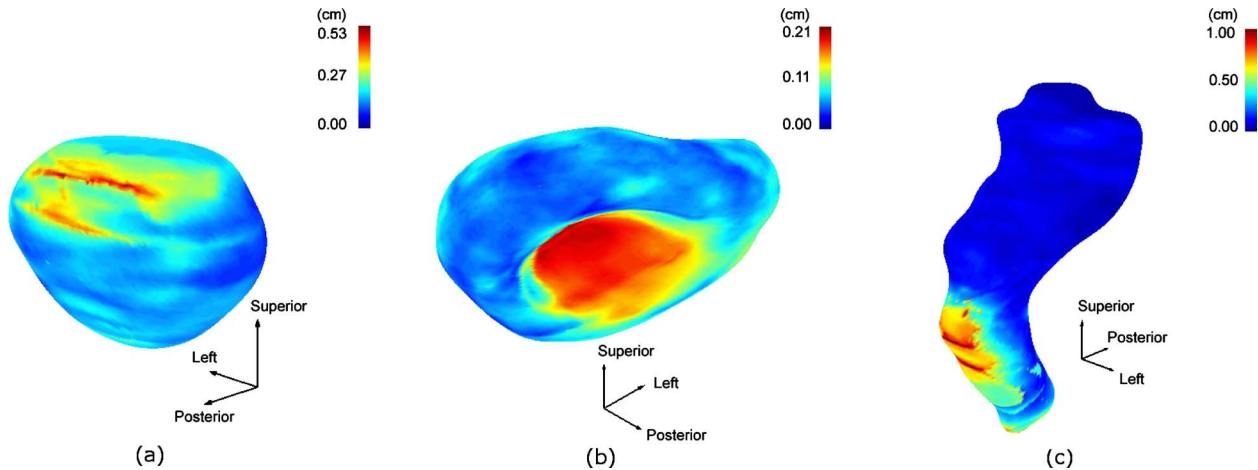 (cm)
0.53
0.27
0.00
Superior
Left
Posterior
(a)
(cm)
0.21
0.11
0.00
Superior
Left
Posterior
(b)
(cm)
1.00
0.50
0.00
Superior
Posterior
Left
(c)